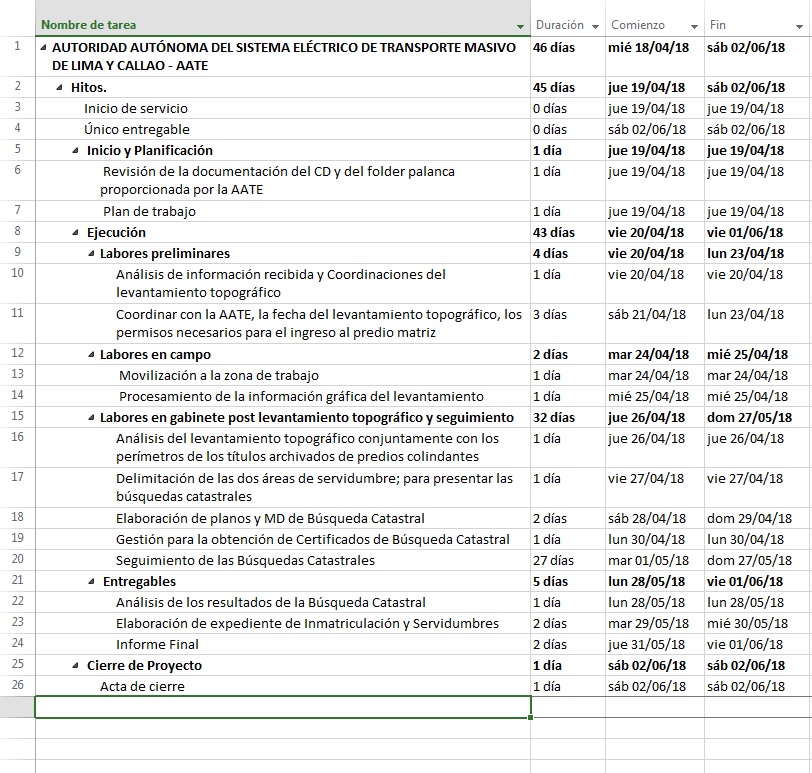 Nombre de tarea Duración Comienzo Fin
1 AUTORIDAD AUTÓNOMA DEL SISTEMA ELÉCTRICO DE TRANSPORTE MASIVO 46 días mié 18/04/18 sáb 02/06/18
DE LIMA Y CALLAO - AATE
2 Hitos. 45 días jue 19/04/18 sáb 02/06/18
3 Inicio de servicio 0 días jue 19/04/18 jue 19/04/18
4 Único entregable 0 días sáb 02/06/18 sáb 02/06/18
5 Inicio y Planificación 1 día jue 19/04/18 jue 19/04/18
6 Revisión de la documentación del CD y del folder palanca 1 día jue 19/04/18 jue 19/04/18
proporcionada por la AATE
7 Plan de trabajo 1 día jue 19/04/18 jue 19/04/18
8 Ejecución 43 días vie 20/04/18 vie 01/06/18
9 Labores preliminares 4 días vie 20/04/18 lun 23/04/18
10 Análisis de información recibida y Coordinaciones del 1 día vie 20/04/18 vie 20/04/18
levantamiento topográfico
11 Coordinar con la AATE, la fecha del levantamiento topográfico, los 3 días sáb 21/04/18 lun 23/04/18
permisos necesarios para el ingreso al predio matriz
12 Labores en campo 2 días mar 24/04/18 mié 25/04/18
13 Movilización a la zona de trabajo 1 día mar 24/04/18 mar 24/04/18
14 Procesamiento de la información gráfica del levantamiento 1 día mié 25/04/18 mié 25/04/18
15 Labores en gabinete post levantamiento topográfico y seguimiento 32 días jue 26/04/18 dom 27/05/18
16 Análisis del levantamiento topográfico conjuntamente con los 1 día jue 26/04/18 jue 26/04/18
perímetros de los títulos archivados de predios colindantes
17 Delimitación de las dos áreas de servidumbre; para presentar las 1 día vie 27/04/18 vie 27/04/18
búsquedas catastrales
18 Elaboración de planos y MD de Búsqueda Catastral 2 días sáb 28/04/18 dom 29/04/18
19 Gestión para la obtención de Certificados de Búsqueda Catastral 1 día lun 30/04/18 lun 30/04/18
20 Seguimiento de las Búsquedas Catastrales 27 días mar 01/05/18 dom 27/05/18
21 Entregables 5 días lun 28/05/18 vie 01/06/18
22 Análisis de los resultados de la Búsqueda Catastral 1 día lun 28/05/18 lun 28/05/18
23 Elaboración de expediente de Inmatriculación y Servidumbres 2 días mar 29/05/18 mié 30/05/18
24 Informe Final 2 días jue 31/05/18 vie 01/06/18
25 Cierre de Proyecto 1 día sáb 02/06/18 sáb 02/06/18
26 Acta de cierre 1 día sáb 02/06/18 sáb 02/06/18